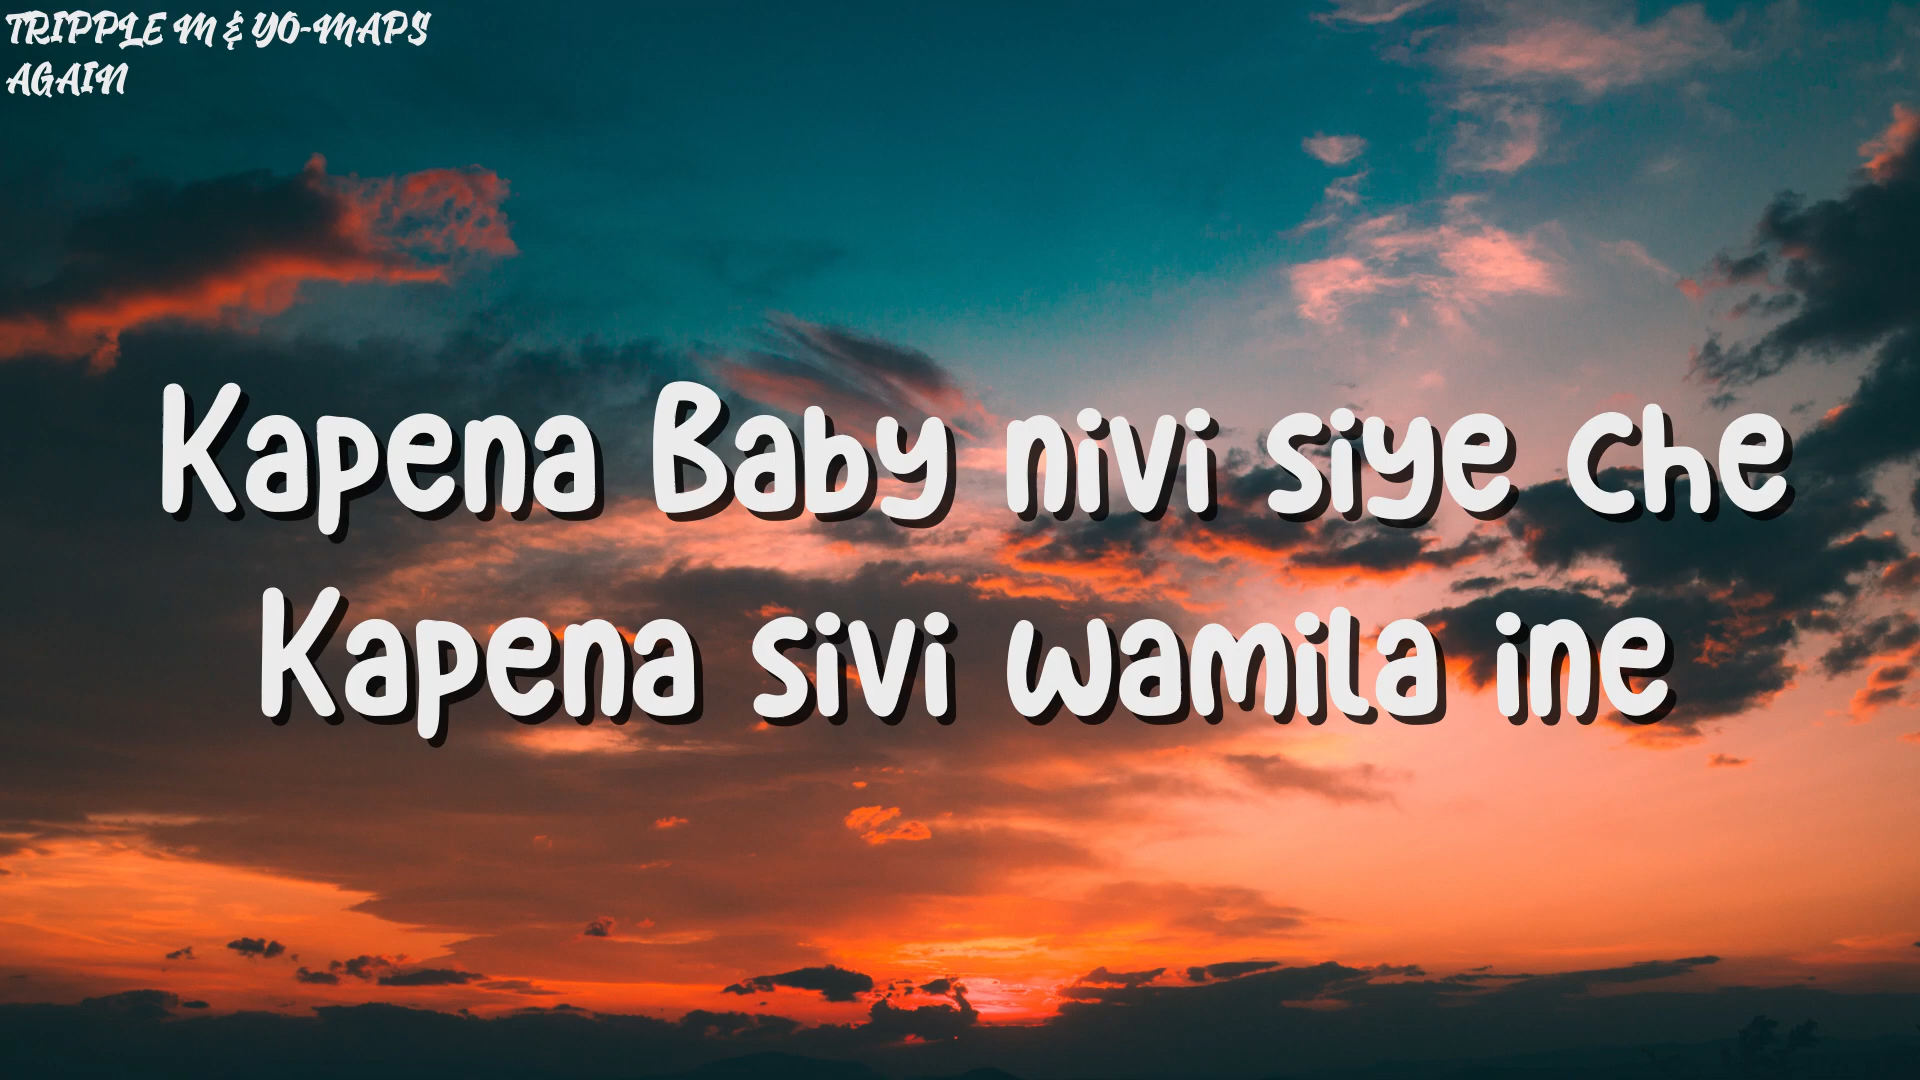 TRIPPLE M & YO-MAPS
AGAIN
Kapena Baby nivi siye che
Kapena sivi wamila ine